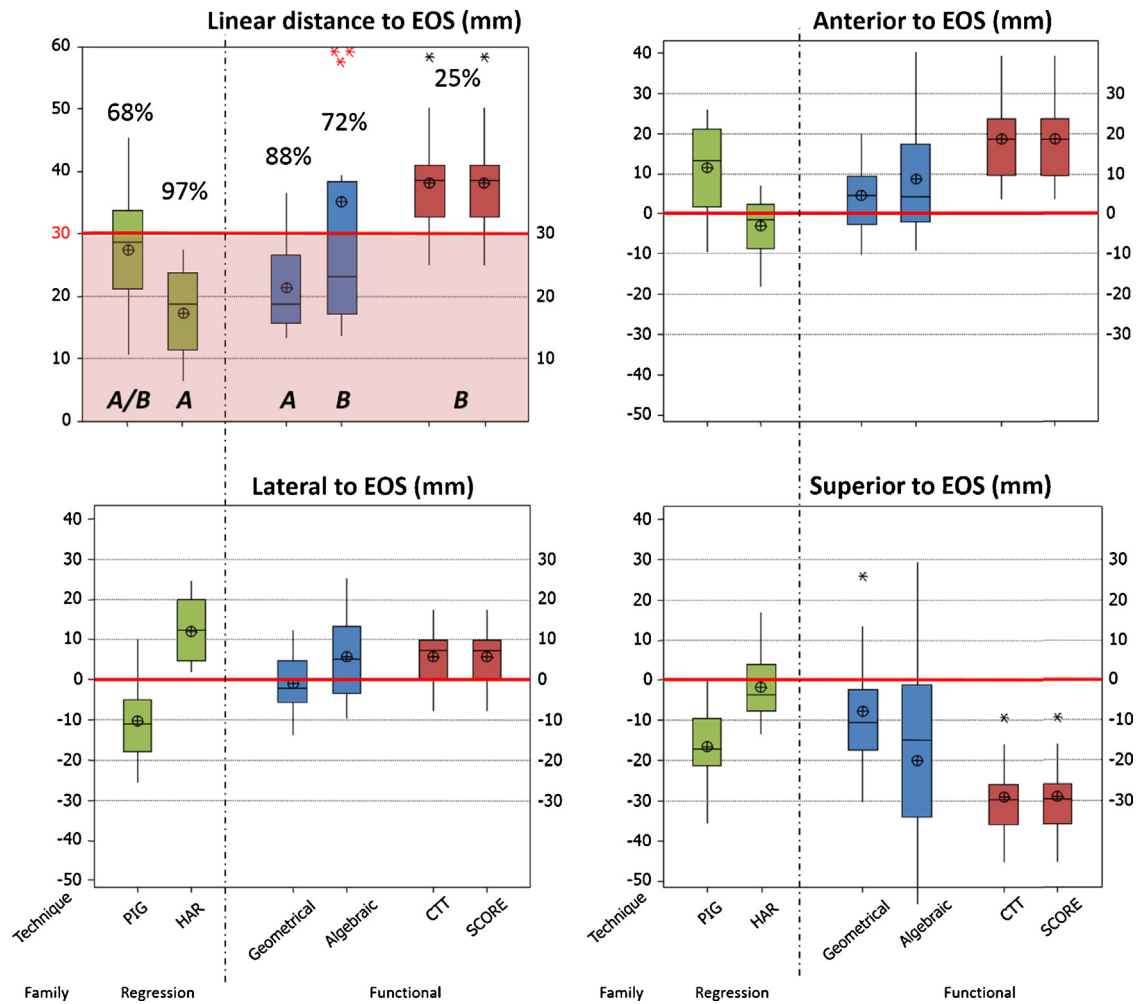 Linear distance to EOS (mm)
60
50
40
30
20
10
0
30
20
10
68%
97%
88%
72%
25%
A/B
A
A
B
B
Anterior to EOS (mm)
40
30
20
10
0
-10
-20
-30
-40
-50
30
20
10
0
-10
-20
-30
Lateral to EOS (mm)
40
30
20
10
0
-10
-20
-30
-40
-50
30
20
10
0
-10
-20
-30
Technique
PIG
HAR
Geometrical
Algebraic
CTT
SCORE
Family
Regression
Functional
Superior to EOS (mm)
40
30
20
10
0
-10
-20
-30
-40
-50
30
20
10
0
-10
-20
-30
Technique
PIG
HAR
Geometrical
Algebraic
CTT
SCORE
Family
Regression
Functional